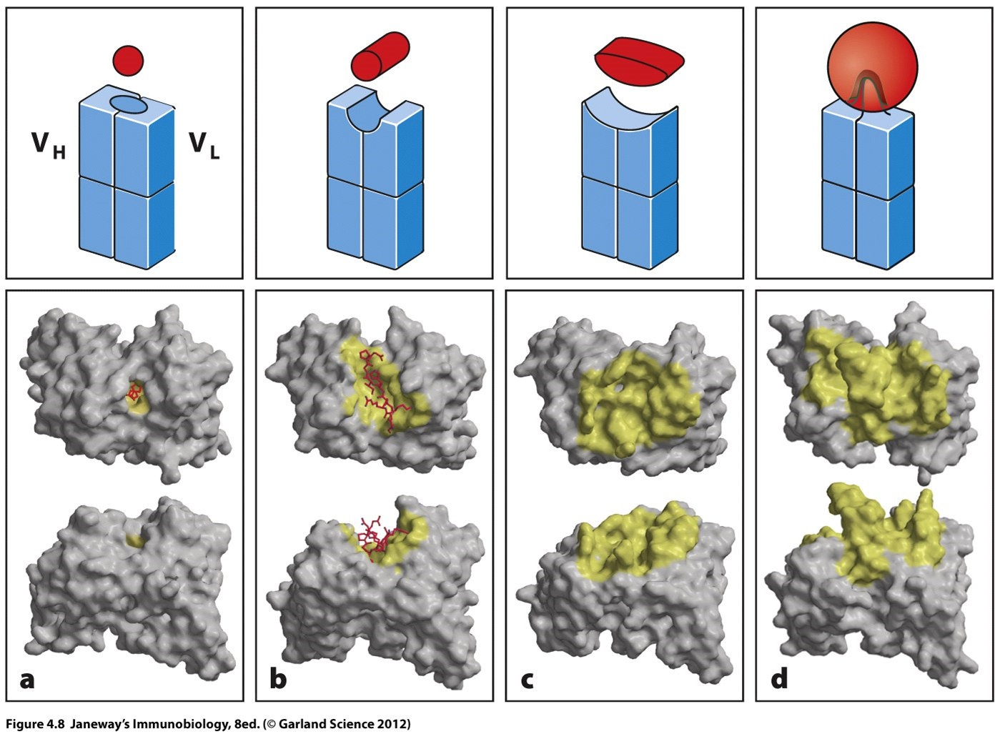 V H
V L
a
b
c
d
Figure 4.8 Janeway's Immunobiology, 8ed. (© Garland Science 2012)